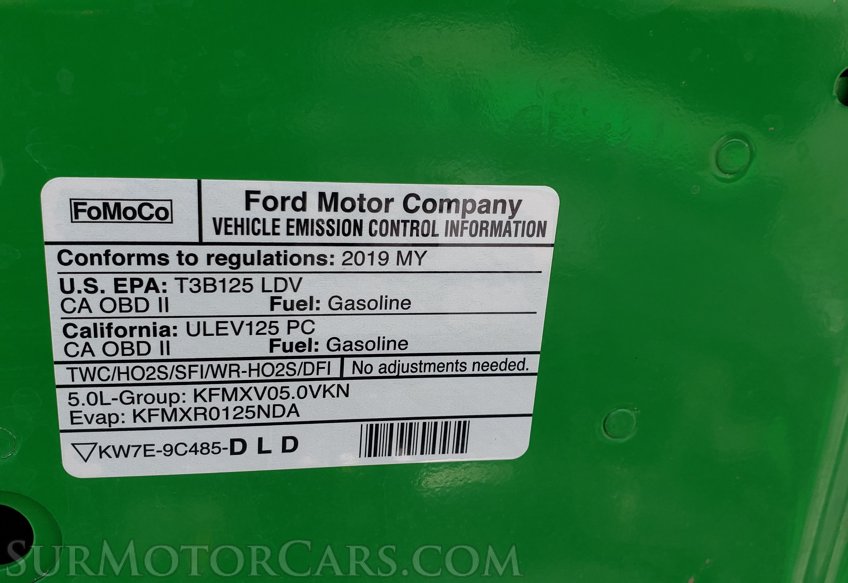 FoMoCo
Ford Motor Company
VEHICLE EMISSION CONTROL INFORMATION
Conforms to regulations: 2019 MY
U.S. EPA: T3B125 LDV
CA OBD II Fuel: Gasoline
California: ULEV125 PC
CA OBD II Fuel: Gasoline
TWC/HO2S/SFI/WR-HO2S/DFI No adjustments needed.
5.0L-Group: KFMXV05.0VKN
Evap: KFMXR0125NDA
KW7E-9C485-D L D
SurMotorCars.com